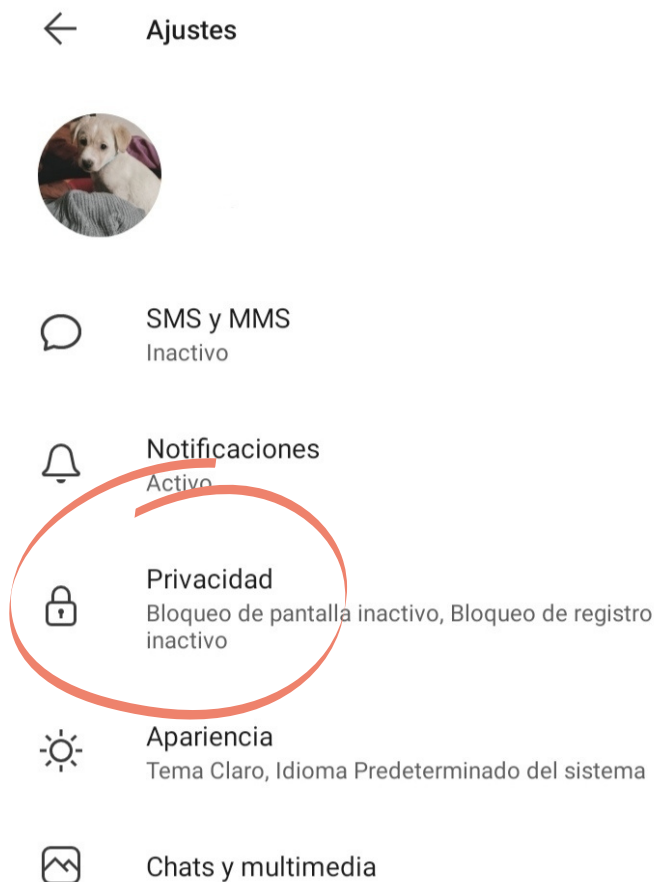 Ajustes
SMS y MMS
Inactivo
Notificaciones
Activo
Privacidad
Bloqueo de pantalla inactivo, Bloqueo de registro
inactivo
Apariencia
Tema Claro, Idioma Predeterminado del sistema
Chats y multimedia